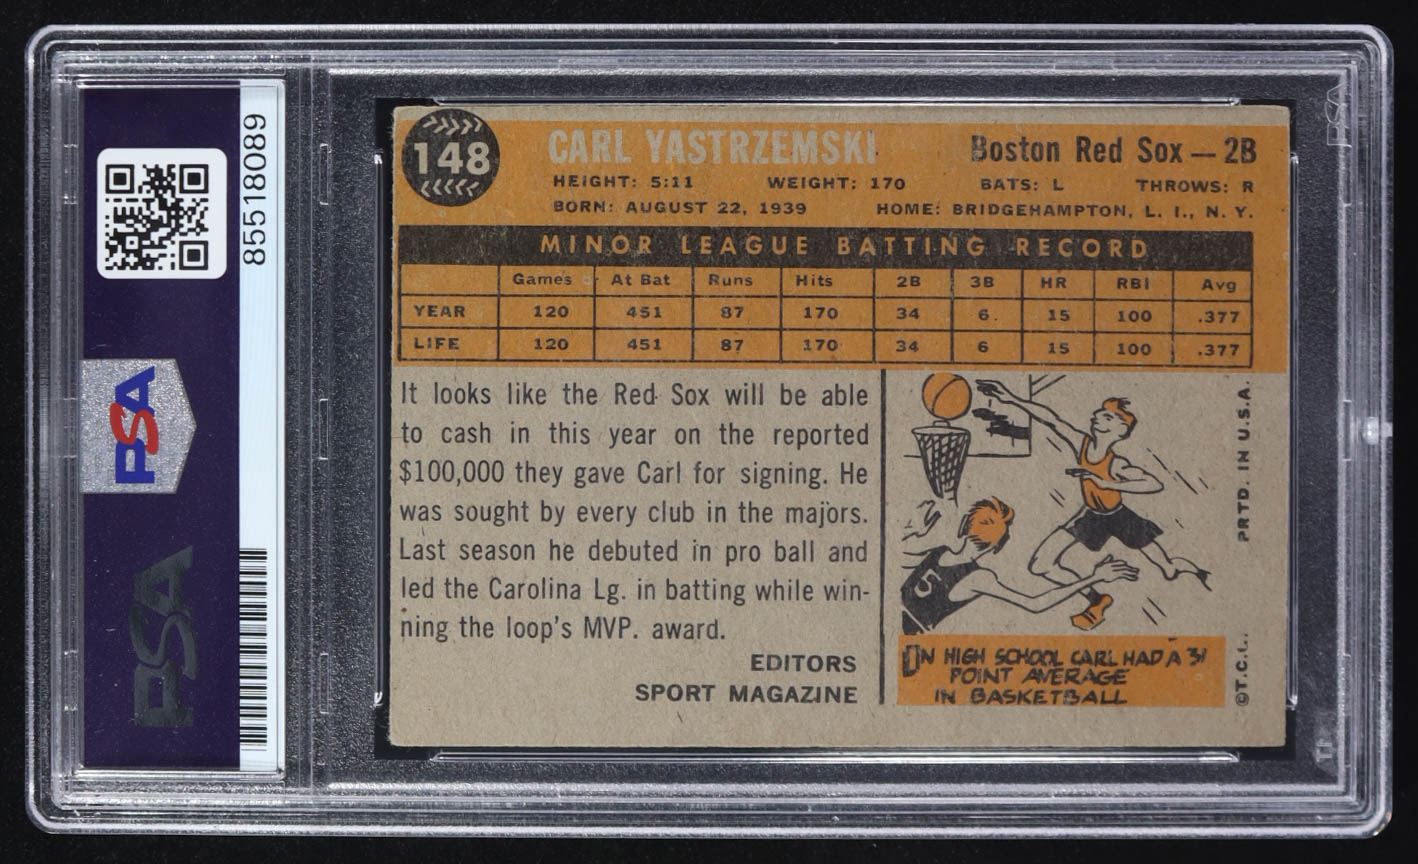 85518089
PSA
PSA
148
CARL YASTRZEMSKI
Boston Red Sox — 2B
HEIGHT: 5:11 WEIGHT: 170 BATS: L THROWS: R
BORN: AUGUST 22, 1939 HOME: BRIDGEHAMPTON, L. I., N. Y.
MINOR LEAGUE BATTING RECORD
Games At Bat Runs Hits 2B 3B HR RBI Avg
YEAR 120 451 87 170 34 6 15 100 .377
LIFE 120 451 87 170 34 6 15 100 .377
It looks like the Red Sox will be able
to cash in this year on the reported
$100,000 they gave Carl for signing. He
was sought by every club in the majors.
Last season he debuted in pro ball and
led the Carolina Lg. in batting while win-
ning the loop's MVP. award.
EDITORS
SPORT MAGAZINE
5
IN HIGH SCHOOL CARL HAD A 31
POINT AVERAGE
IN BASKETBALL
©T.C.G. PRTD. IN U.S.A.
PSA